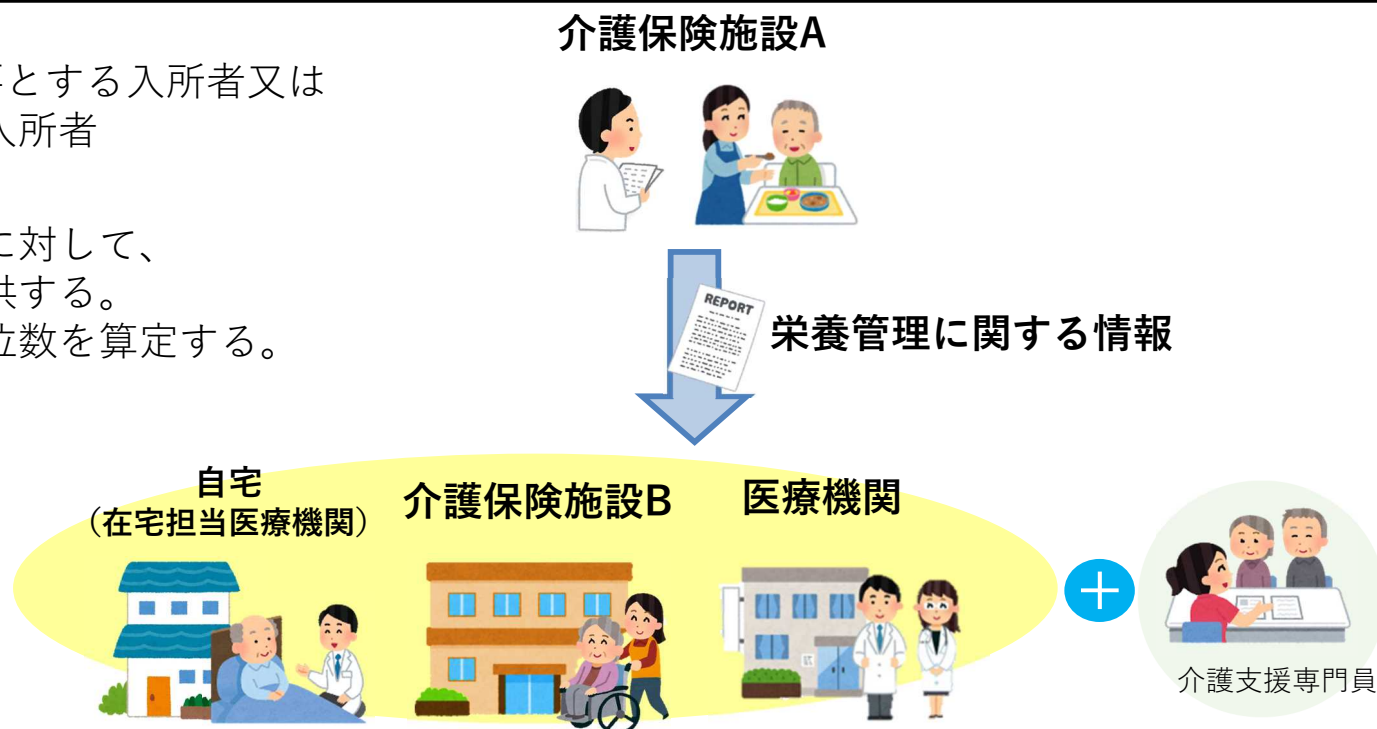 介護保険施設A
とする入所者又は
入所者
に対して、
供する。
位数を算定する。
REPORT
栄養管理に関する情報
自宅
（在宅担当医療機関）
介護保険施設B
医療機関
介護支援専門員